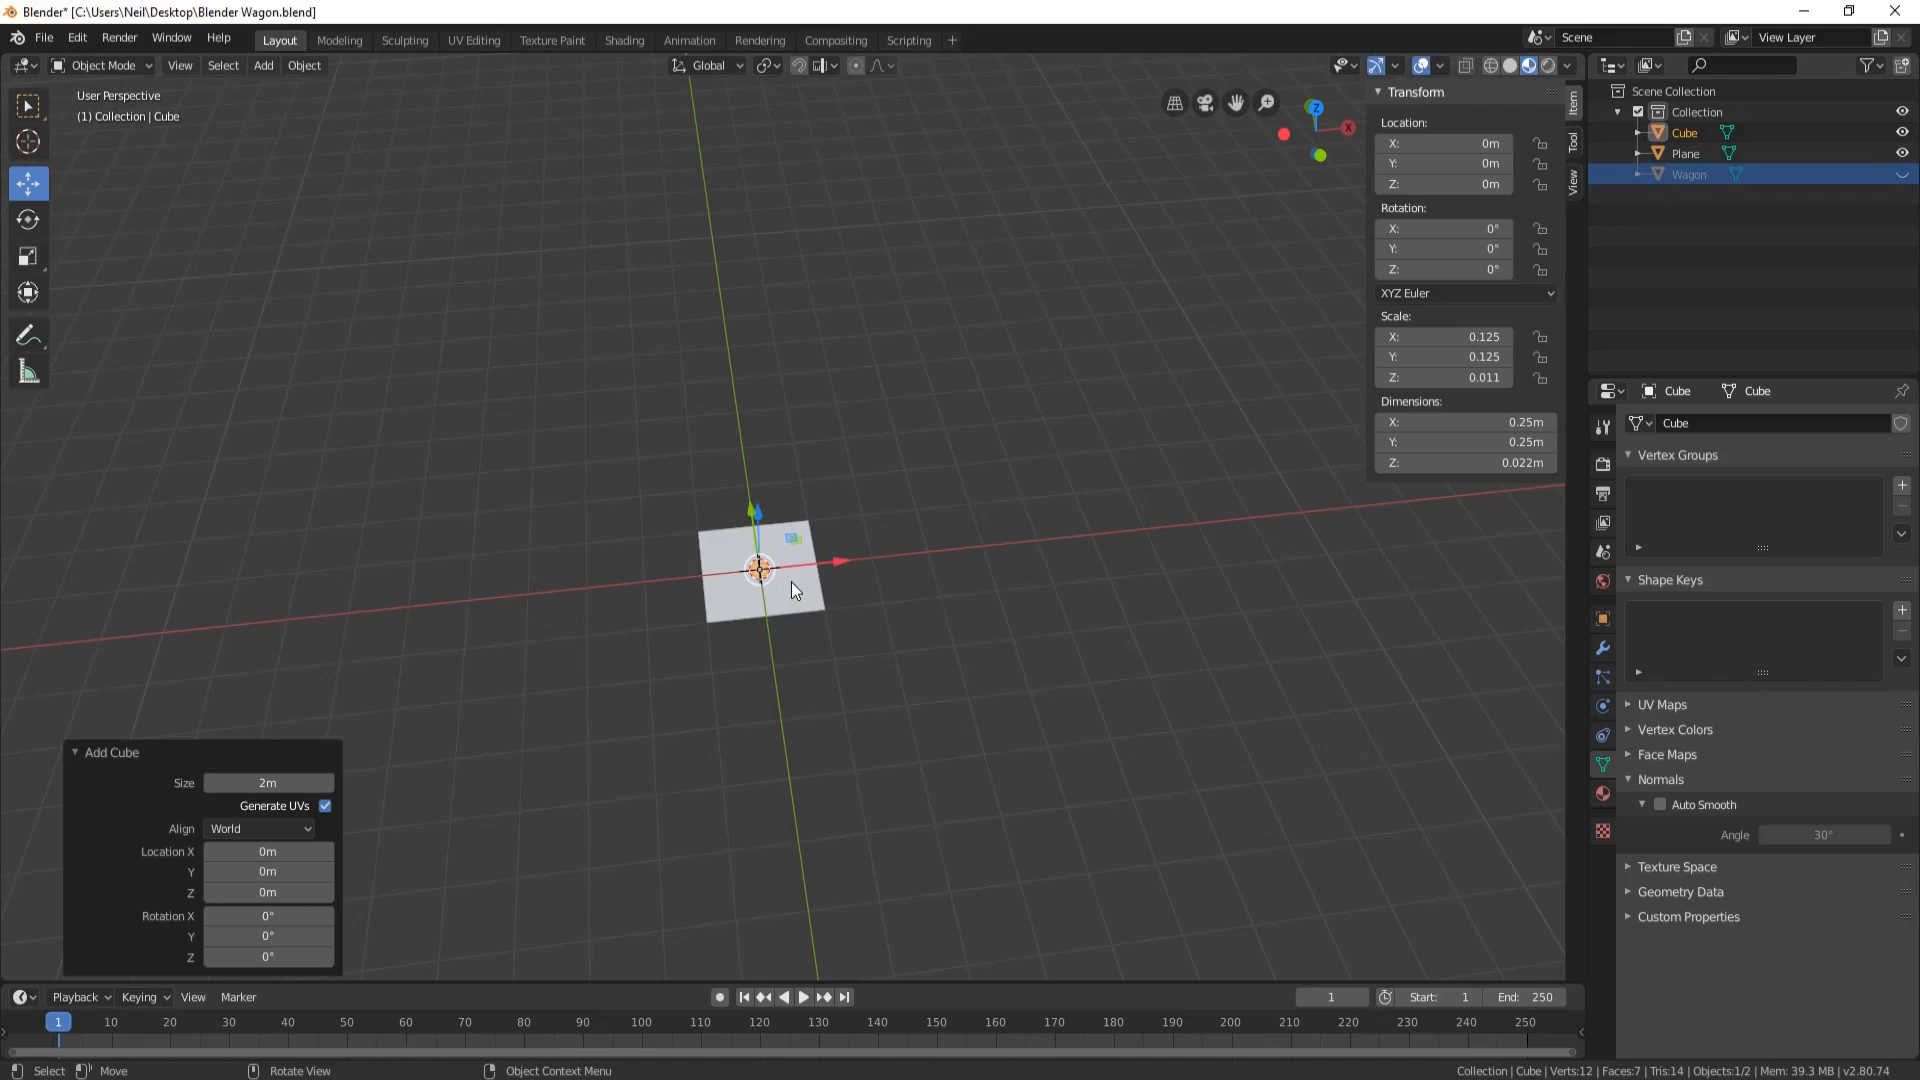 Blender* [C:\Users\Neil\Desktop\Blender Wagon.blend]
File Edit Render Window Help
Layout Modeling Sculpting UV Editing Texture Paint Shading Animation Rendering Compositing Scripting +
Scene View Layer
Object Mode View Select Add Object
Global
User Perspective
(1) Collection | Cube
Z
X
Transform
Location:
X: 0m
Y: 0m
Z: 0m
Rotation:
X: 0°
Y: 0°
Z: 0°
XYZ Euler
Scale:
X: 0.125
Y: 0.125
Z: 0.011
Dimensions:
X: 0.25m
Y: 0.25m
Z: 0.022m
Item
Tool
View
Scene Collection
Collection
Cube
Plane
Wagon
Cube Cube
Cube
Vertex Groups
Shape Keys
UV Maps
Vertex Colors
Face Maps
Normals
Auto Smooth
Angle 30°
Texture Space
Geometry Data
Custom Properties
Add Cube
Size 2m
Generate UVs
Align World
Location X 0m
Y 0m
Z 0m
Rotation X 0°
Y 0°
Z 0°
Playback Keying View Marker
1 Start: 1 End: 250
1 10 20 30 40 50 60 70 80 90 100 110 120 130 140 150 160 170 180 190 200 210 220 230 240 250
Select Move Rotate View Object Context Menu
Collection | Cube | Verts:12 | Faces:7 | Tris:14 | Objects:1/2 | Mem: 39.3 MB | v2.80.74